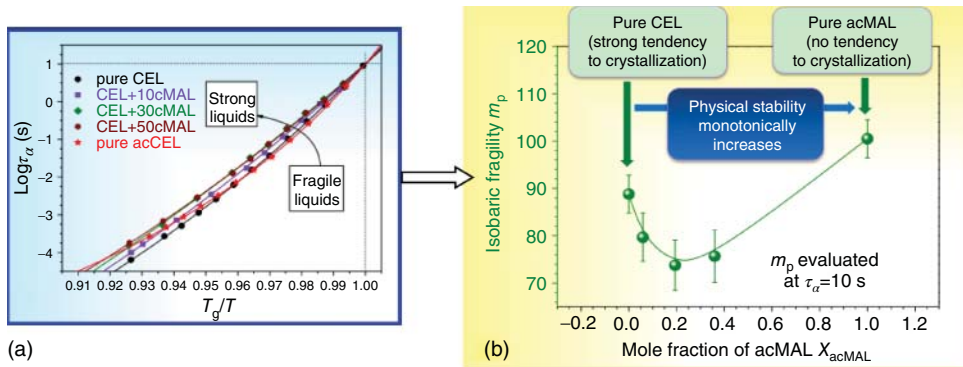 pure CEL
CEL+10cMAL
CEL+30cMAL
CEL+50cMAL
pure acCEL
Strong
liquids
Fragile
liquids
Logτα (s)
1
0
−1
−2
−3
−4
0.91 0.92 0.93 0.94 0.95 0.96 0.97 0.98 0.99 1.00
Tg/T
(a)
Pure CEL
(strong tendency
to crystallization)
Pure acMAL
(no tendency
to crystallization)
Physical stability
monotonically
increases
Isobaric fragility mp
120
110
100
90
80
70
mp evaluated
at τα=10 s
−0.2 0.0 0.2 0.4 0.6 0.8 1.0 1.2
Mole fraction of acMAL XacMAL
(b)